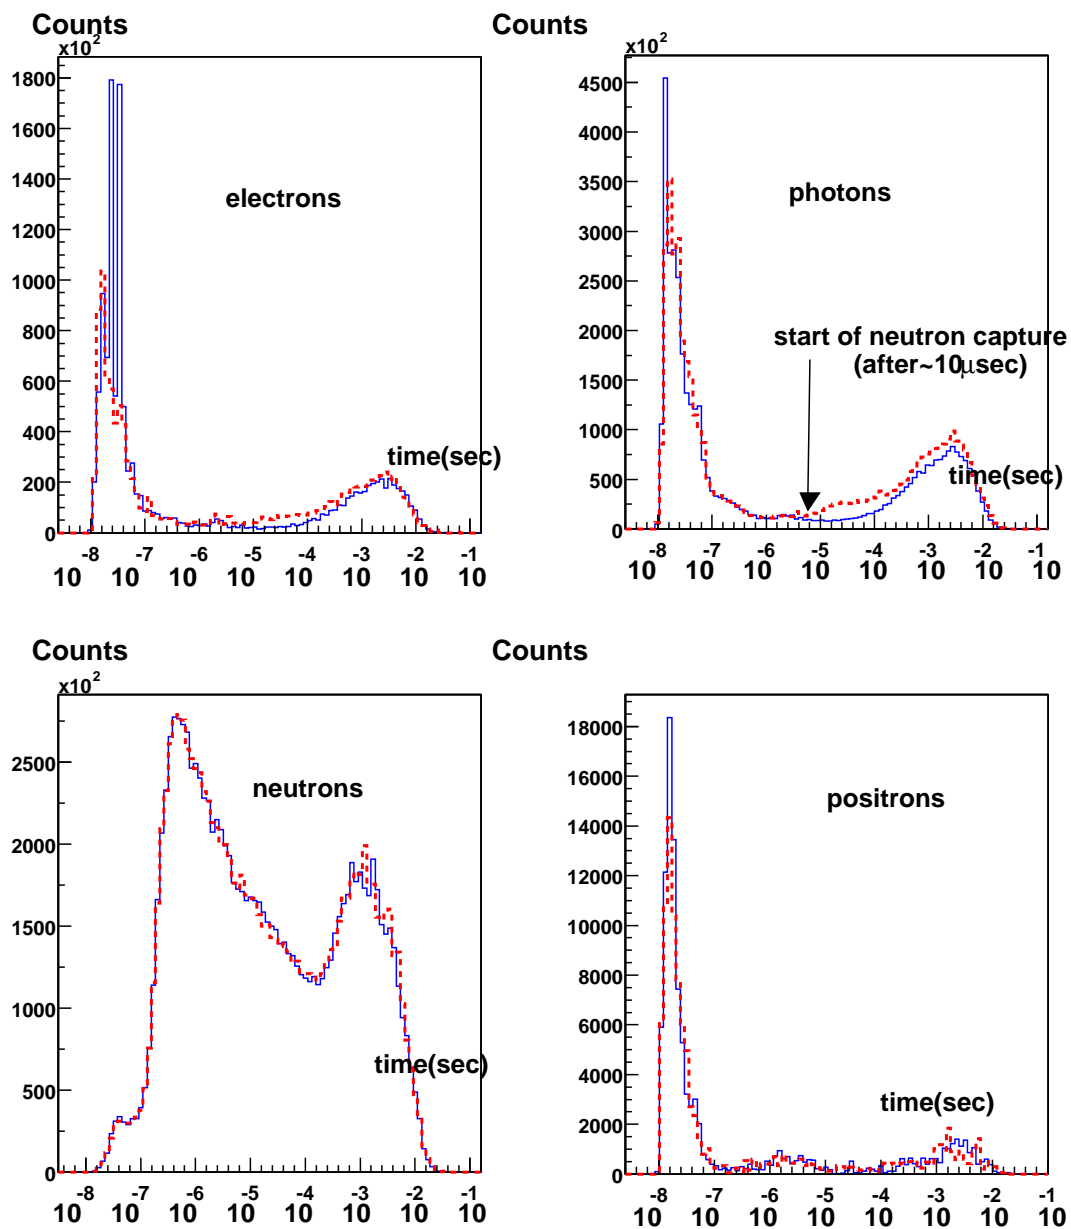 Counts
x10²
1800
1600
1400
1200
1000
800
600
400
200
0
electrons
time(sec)
10⁻⁸ 10⁻⁷ 10⁻⁶ 10⁻⁵ 10⁻⁴ 10⁻³ 10⁻² 10⁻¹
Counts
x10²
4500
4000
3500
3000
2500
2000
1500
1000
500
0
photons
start of neutron capture
(after~10μsec)
time(sec)
10⁻⁸ 10⁻⁷ 10⁻⁶ 10⁻⁵ 10⁻⁴ 10⁻³ 10⁻² 10⁻¹
Counts
x10²
2500
2000
1500
1000
500
0
neutrons
time(sec)
10⁻⁸ 10⁻⁷ 10⁻⁶ 10⁻⁵ 10⁻⁴ 10⁻³ 10⁻² 10⁻¹
Counts
18000
16000
14000
12000
10000
8000
6000
4000
2000
0
positrons
time(sec)
10⁻⁸ 10⁻⁷ 10⁻⁶ 10⁻⁵ 10⁻⁴ 10⁻³ 10⁻² 10⁻¹